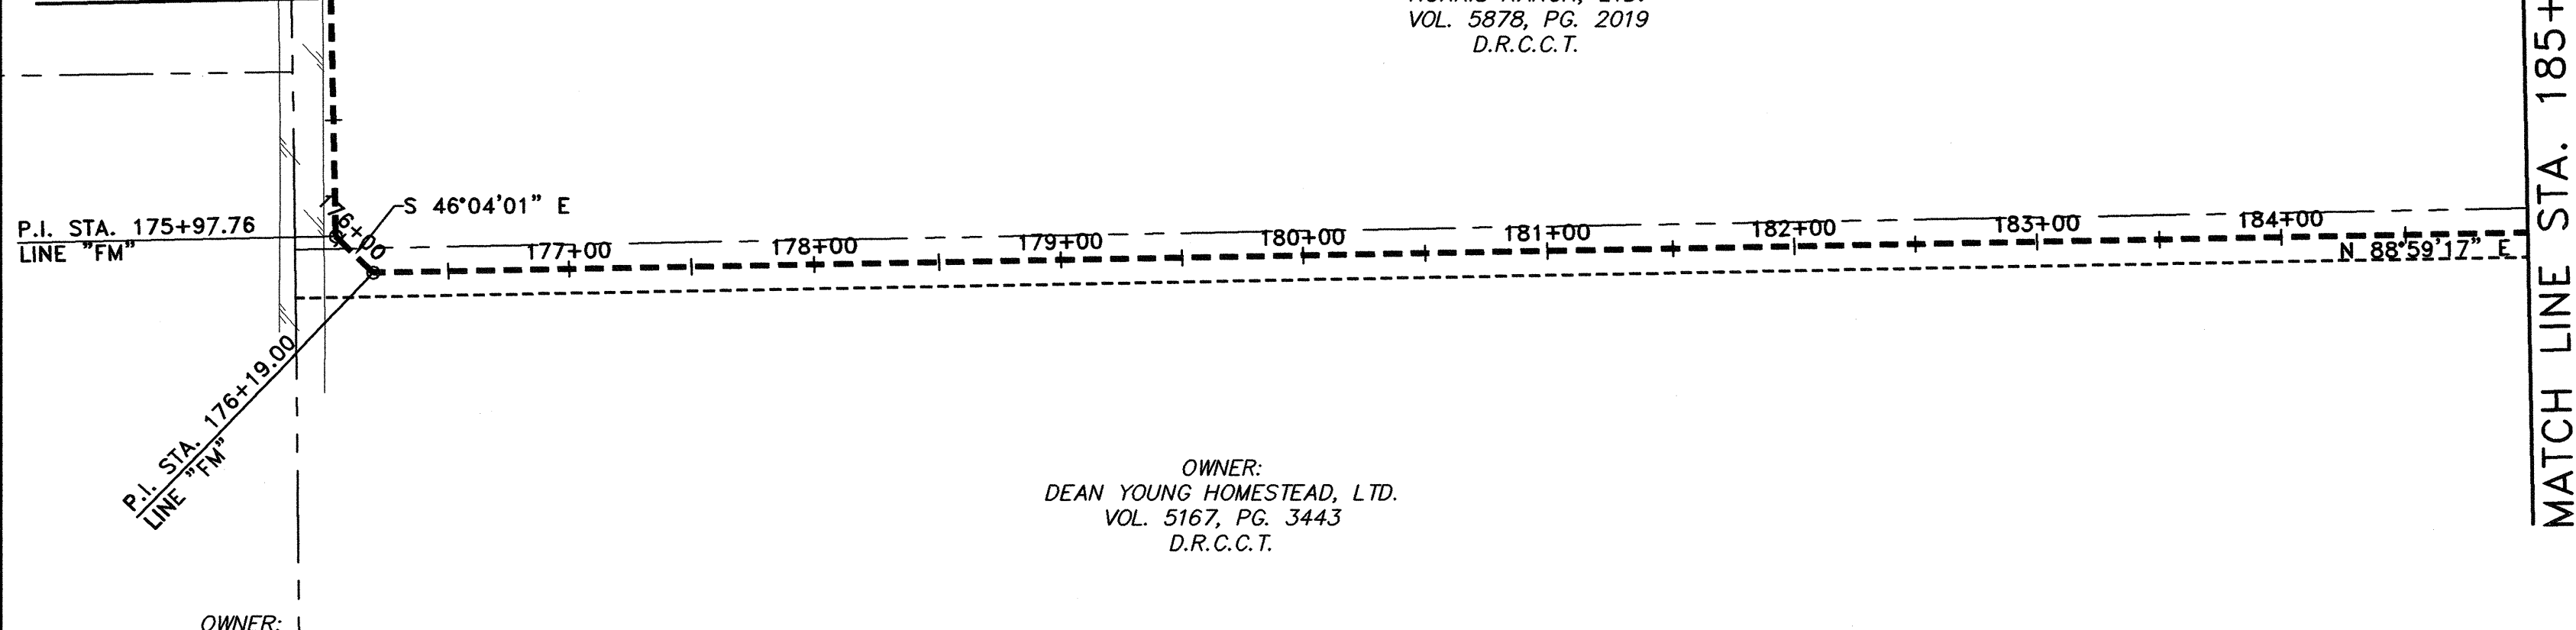 VOL. 5878, PG. 2019
D.R.C.C.T.
MATCH LINE STA. 185+
176+00
S 46°04'01" E
P.I. STA. 175+97.76
LINE "FM"
177+00
178+00
179+00
180+00
181+00
182+00
183+00
184+00
N 88°59'17" E
P.I. STA. 176+19.00
LINE "FM"
OWNER:
DEAN YOUNG HOMESTEAD, LTD.
VOL. 5167, PG. 3443
D.R.C.C.T.
OWNER: